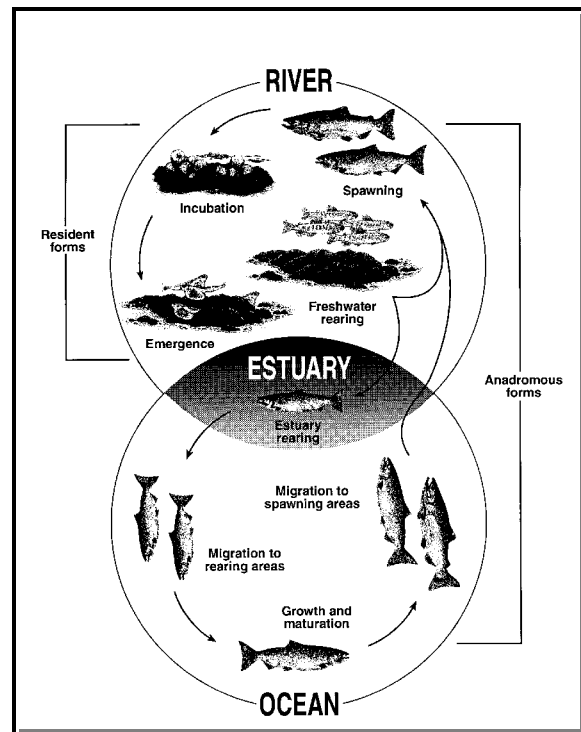 RIVER
Spawning
Incubation
Resident
forms
Freshwater
rearing
Emergence
ESTUARY
Anadromous
forms
Estuary
rearing
Migration to
spawning areas
Migration to
rearing areas
Growth and
maturation
OCEAN